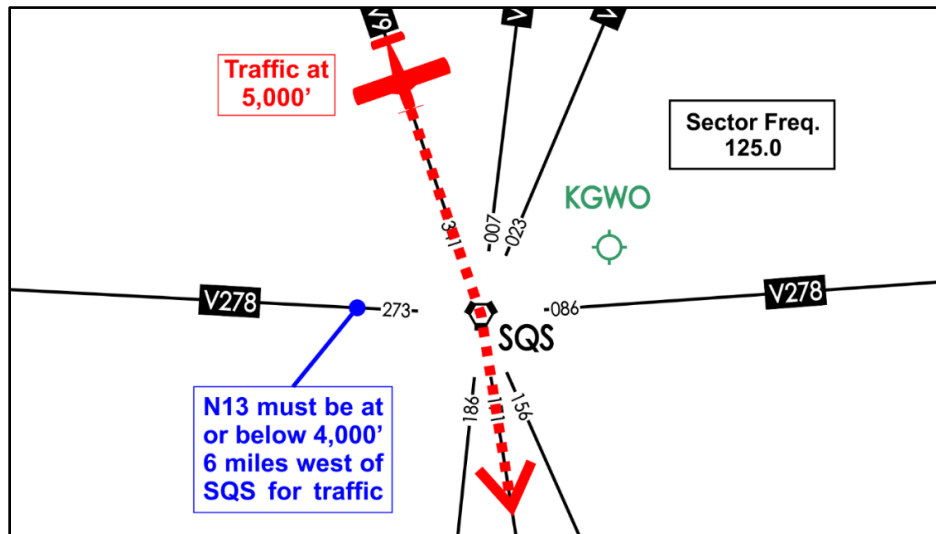 Traffic at
5,000’
Sector Freq.
125.0
KGWO
341
007
023
V278
273
086
V278
SQS
186
156
N13 must be at
or below 4,000’
6 miles west of
SQS for traffic